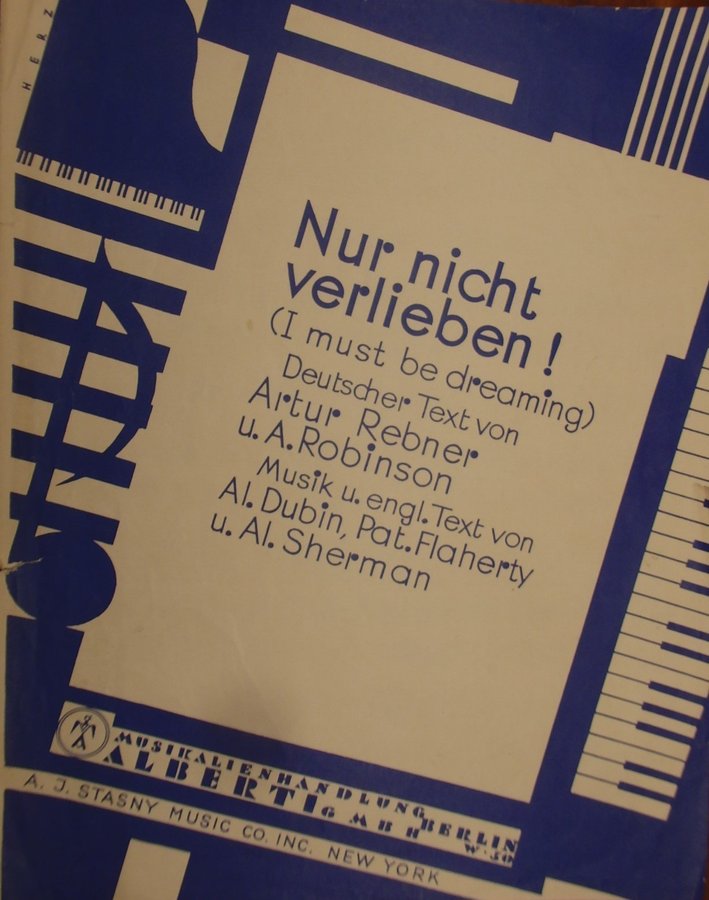 HERZ
Nur nicht
verlieben!
(I must be dreaming)
Deutscher Text von
Artur Rebner
u. A. Robinson
Musik u. engl. Text von
Al. Dubin, Pat. Flaherty
u. Al. Sherman
MUSIKALIENHANDLUNG
ALBERTI G M B H BERLIN W·50
A. J. STASNY MUSIC CO. INC. NEW YORK